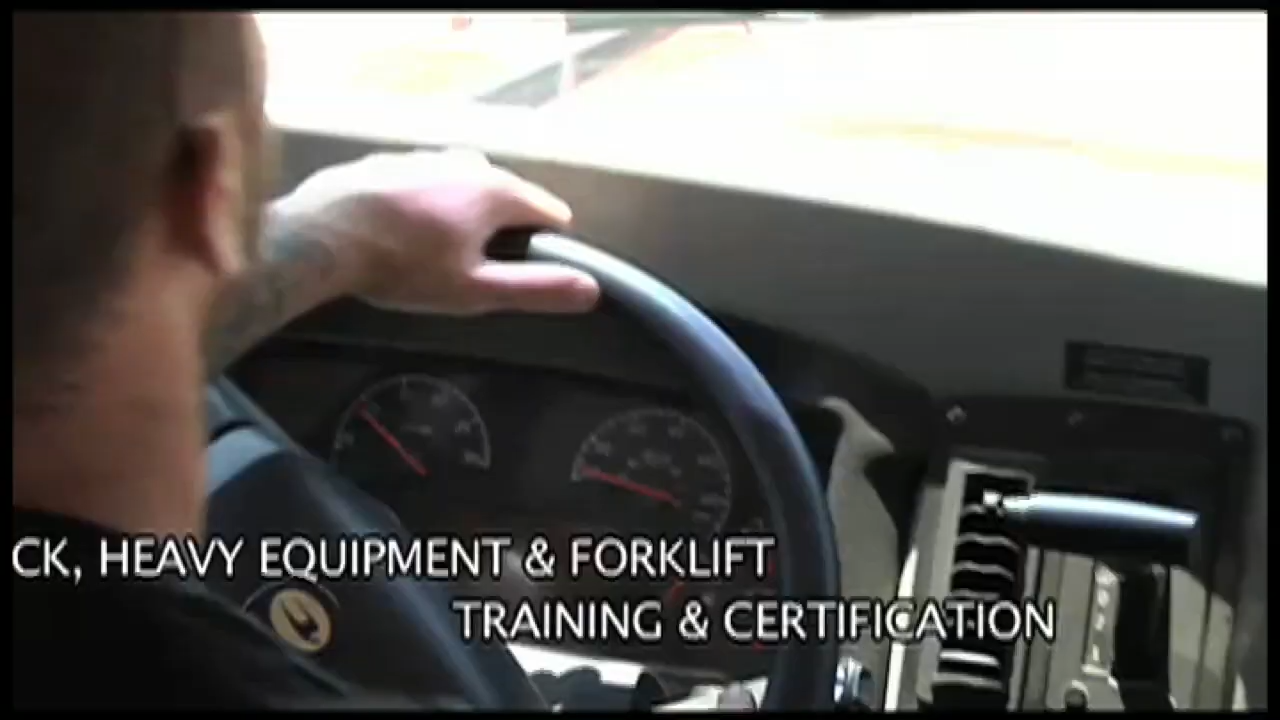 CK, HEAVY EQUIPMENT & FORKLIFT
TRAINING & CERTIFICATION